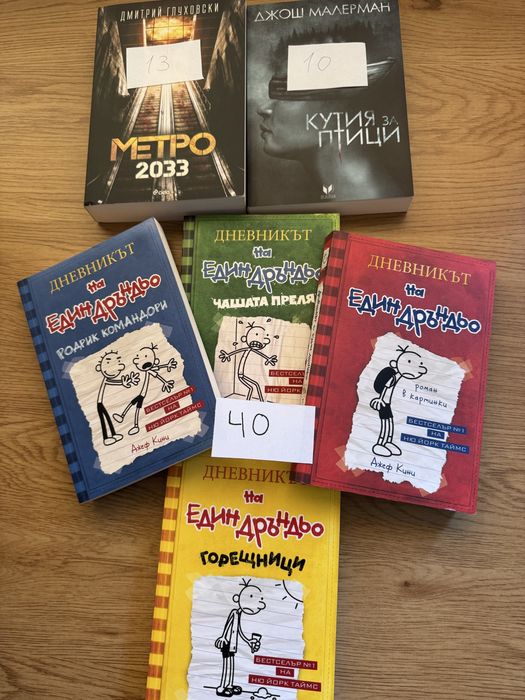 ДМИТРИЙ ГЛУХОВСКИ
13
МЕТРО
2033
ДЖОШ МАЛЕРМАН
10
КУТИЯ ЗА
ПТИЦИ
ДНЕВНИКЪТ
на
ЕДИН ДРЪНДЬО
РОДРИК КОМАНДОРИ
БЕСТСЕЛЪР №1
НА
НЮ ЙОРК ТАЙМС
Джеф Кини
ДНЕВНИКЪТ
на
ЕДИН ДРЪНДЬО
ЧАШАТА ПРЕЛЯ
БЕСТСЕЛЪР
НА
НЮ ЙОРК
ДНЕВНИКЪТ
на
ЕДИН ДРЪНДЬО
роман
в картинки
БЕСТСЕЛЪР №1
НА
НЮ ЙОРК ТАЙМС
Джеф Кини
40
ДНЕВНИКЪТ
на
ЕДИН ДРЪНДЬО
ГОРЕЩНИЦИ
БЕСТСЕЛЪР №1
НА
НЮ ЙОРК ТАЙМС